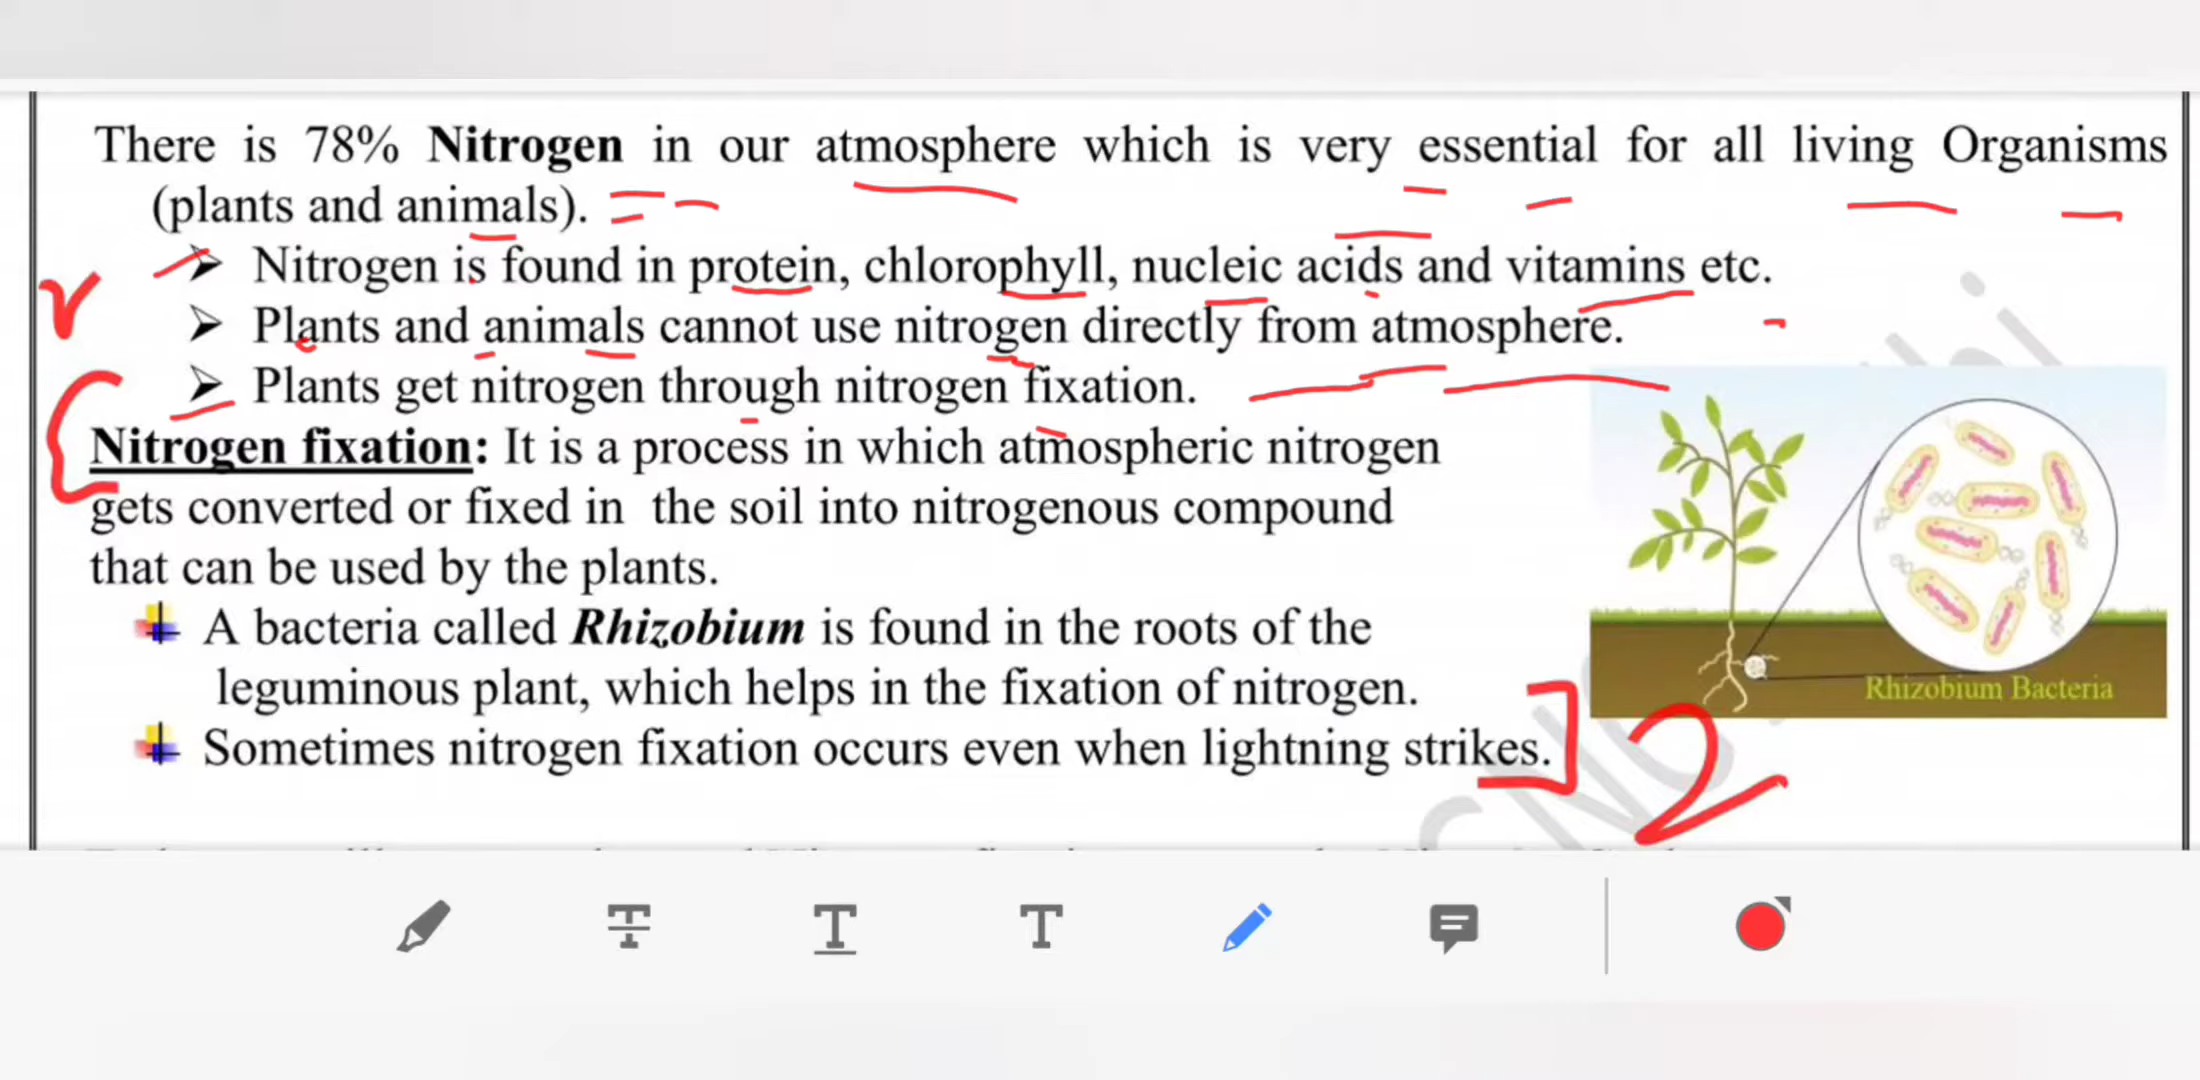 There is 78% Nitrogen in our atmosphere which is very essential for all living Organisms
(plants and animals).
➤ Nitrogen is found in protein, chlorophyll, nucleic acids and vitamins etc.
➤ Plants and animals cannot use nitrogen directly from atmosphere.
➤ Plants get nitrogen through nitrogen fixation.
Nitrogen fixation: It is a process in which atmospheric nitrogen
gets converted or fixed in the soil into nitrogenous compound
that can be used by the plants.
A bacteria called Rhizobium is found in the roots of the
leguminous plant, which helps in the fixation of nitrogen.
Sometimes nitrogen fixation occurs even when lightning strikes.
Rhizobium Bacteria
2